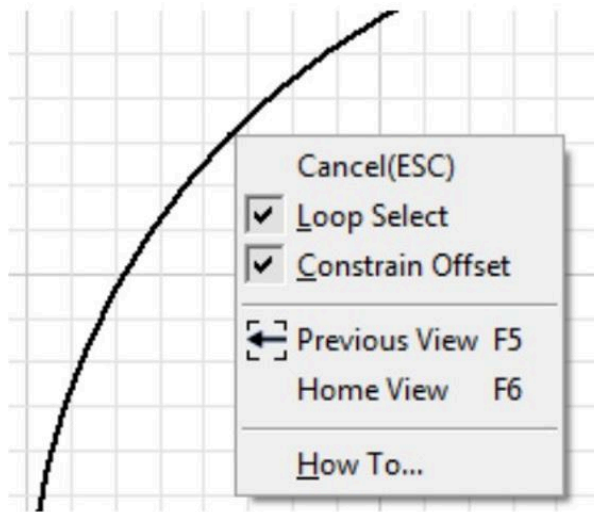 Cancel(ESC)
Loop Select
Constrain Offset
Previous View F5
Home View F6
How To...